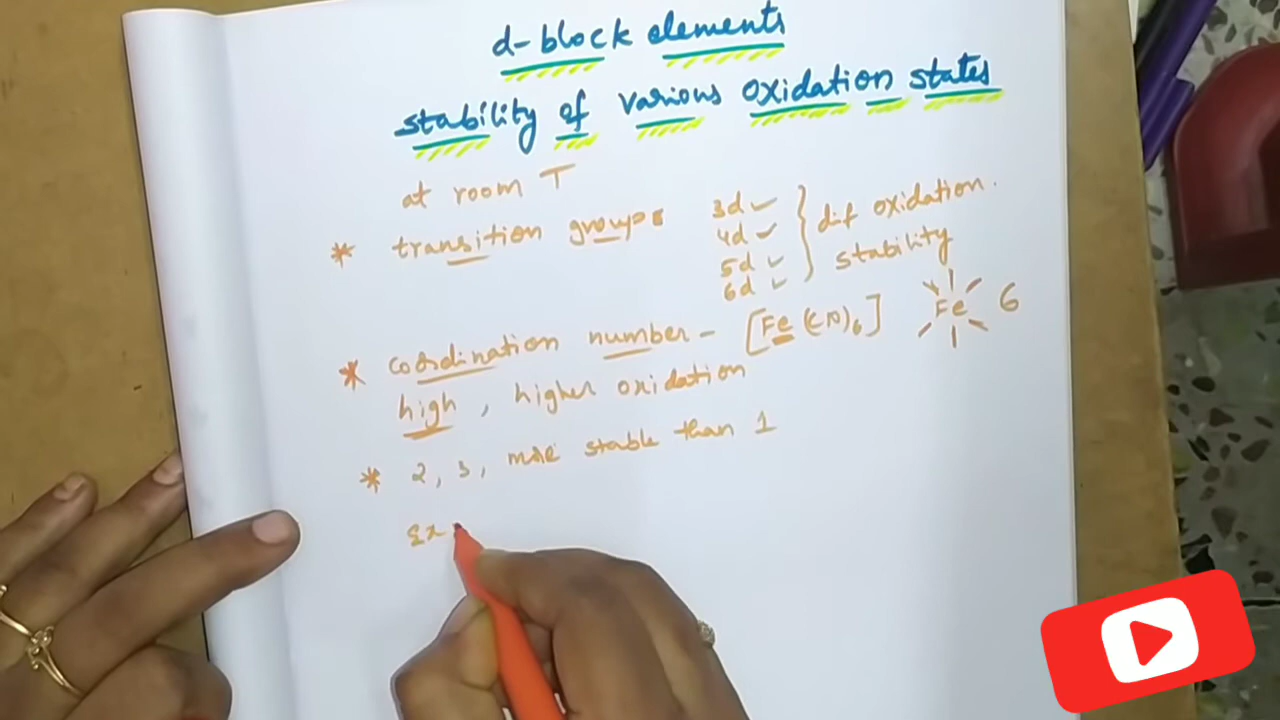 d-block elements
stability of various oxidation states
at room T
* transition groups
3d ✓
4d ✓
5d ✓
6d ✓
dif oxidation.
stability
* coordination number - [Fe (CN)6]
Fe 6
high, higher oxidation
* 2, 3, more stable than 1
Ex